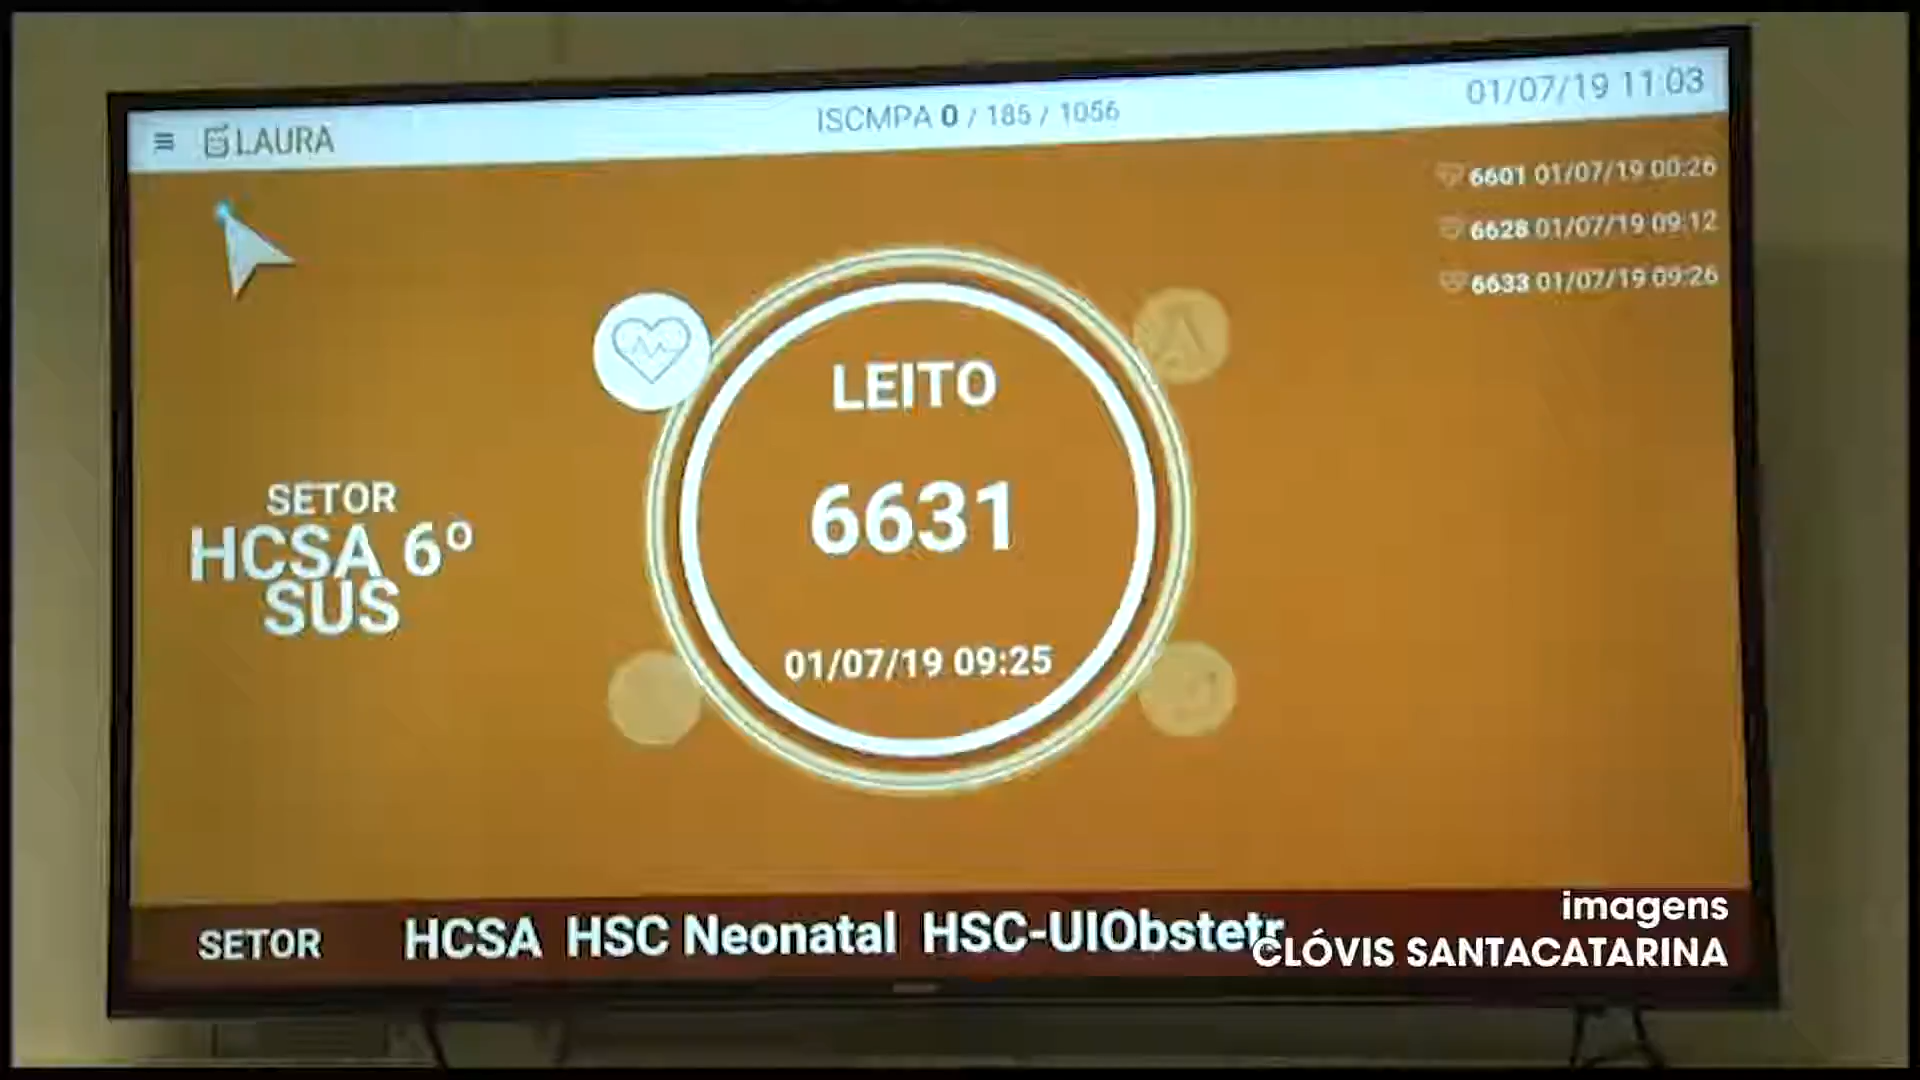 LAURA
ISCMPA 0 / 185 / 1056
01/07/19 11:03
6601 01/07/19 00:26
6628 01/07/19 09:12
6633 01/07/19 09:26
LEITO
6631
01/07/19 09:25
SETOR
HCSA 6º
SUS
SETOR HCSA HSC Neonatal HSC-UIObstetr
imagens
CLÓVIS SANTACATARINA